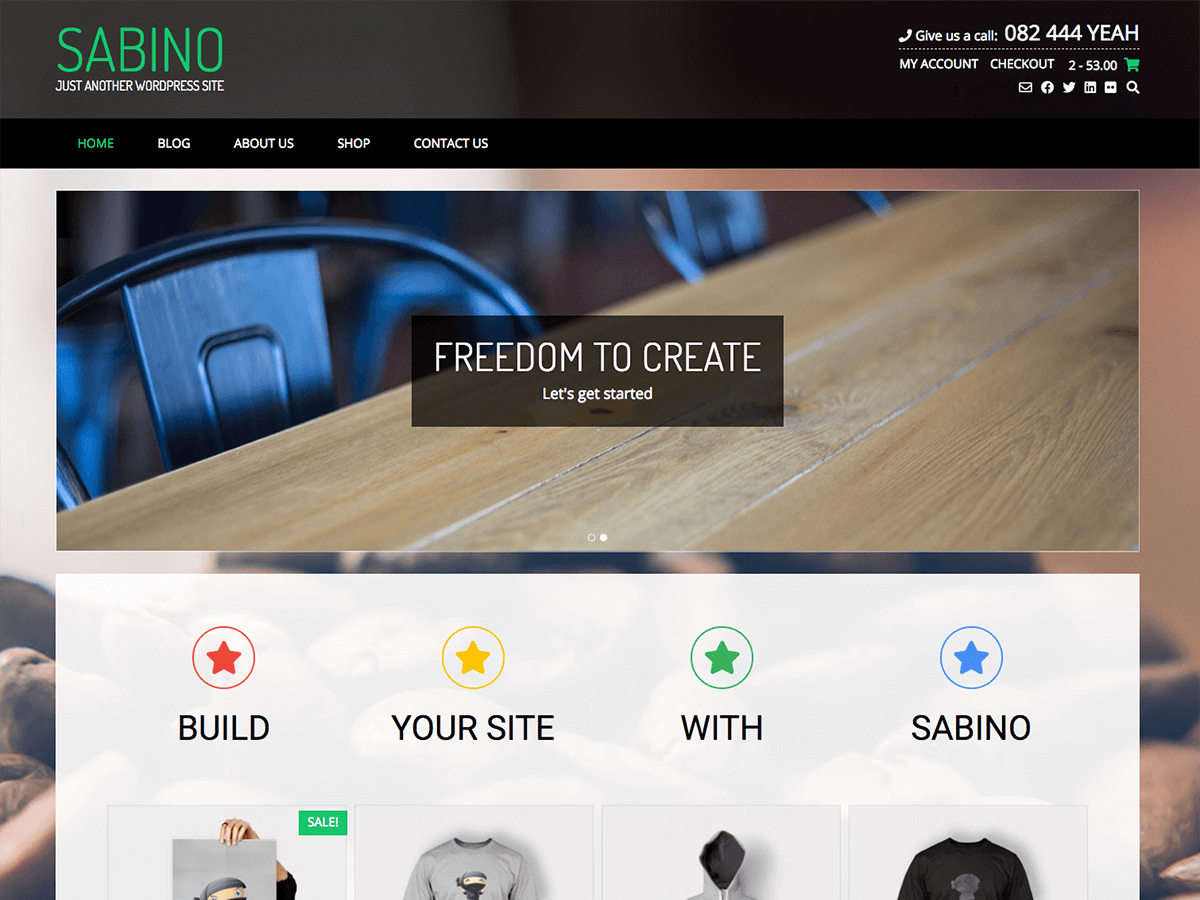 SABINO
JUST ANOTHER WORDPRESS SITE
Give us a call: 082 444 YEAH
MY ACCOUNT CHECKOUT 2 - 53.00
HOME BLOG ABOUT US SHOP CONTACT US
FREEDOM TO CREATE
Let's get started
BUILD YOUR SITE WITH SABINO
SALE!